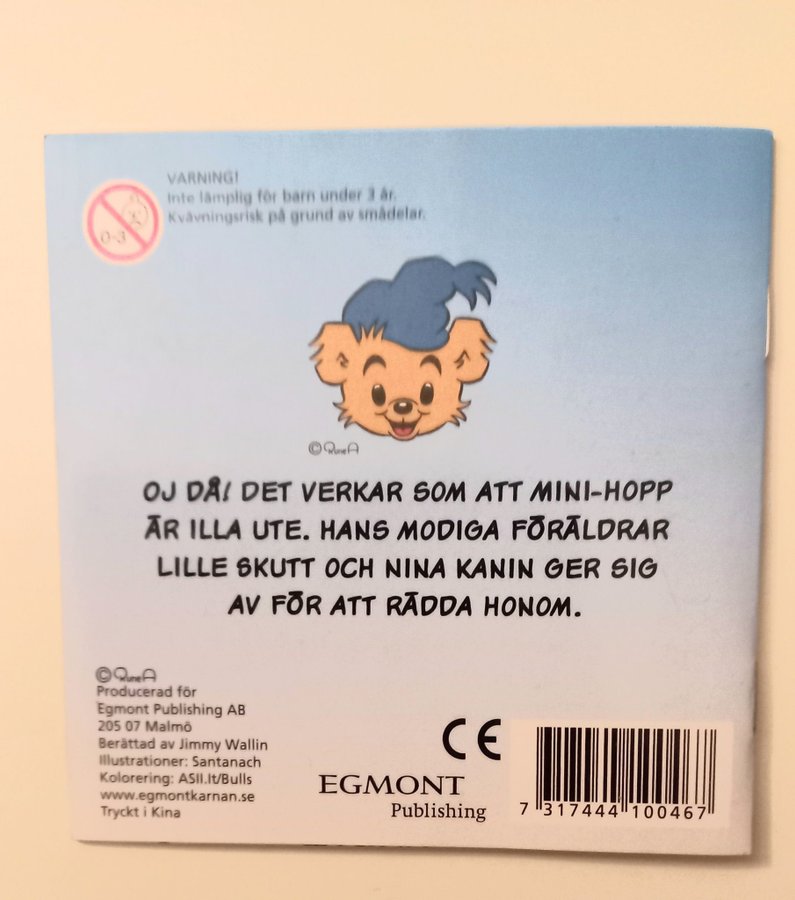 VARNING!
Inte lämplig för barn under 3 år.
Kvävningsrisk på grund av smådelar.
0-3
© Rune A
OJ DÅ! DET VERKAR SOM ATT MINI-HOPP
ÄR ILLA UTE. HANS MODIGA FÖRÄLDRAR
LILLE SKUTT OCH NINA KANIN GER SIG
AV FÖR ATT RÄDDA HONOM.
© Rune A
Producerad för
Egmont Publishing AB
205 07 Malmö
Berättad av Jimmy Wallin
Illustrationer: Santanach
Kolorering: ASII.lt/Bulls
www.egmontkarnan.se
Tryckt i Kina
CE
EGMONT
Publishing
7 317444 100467